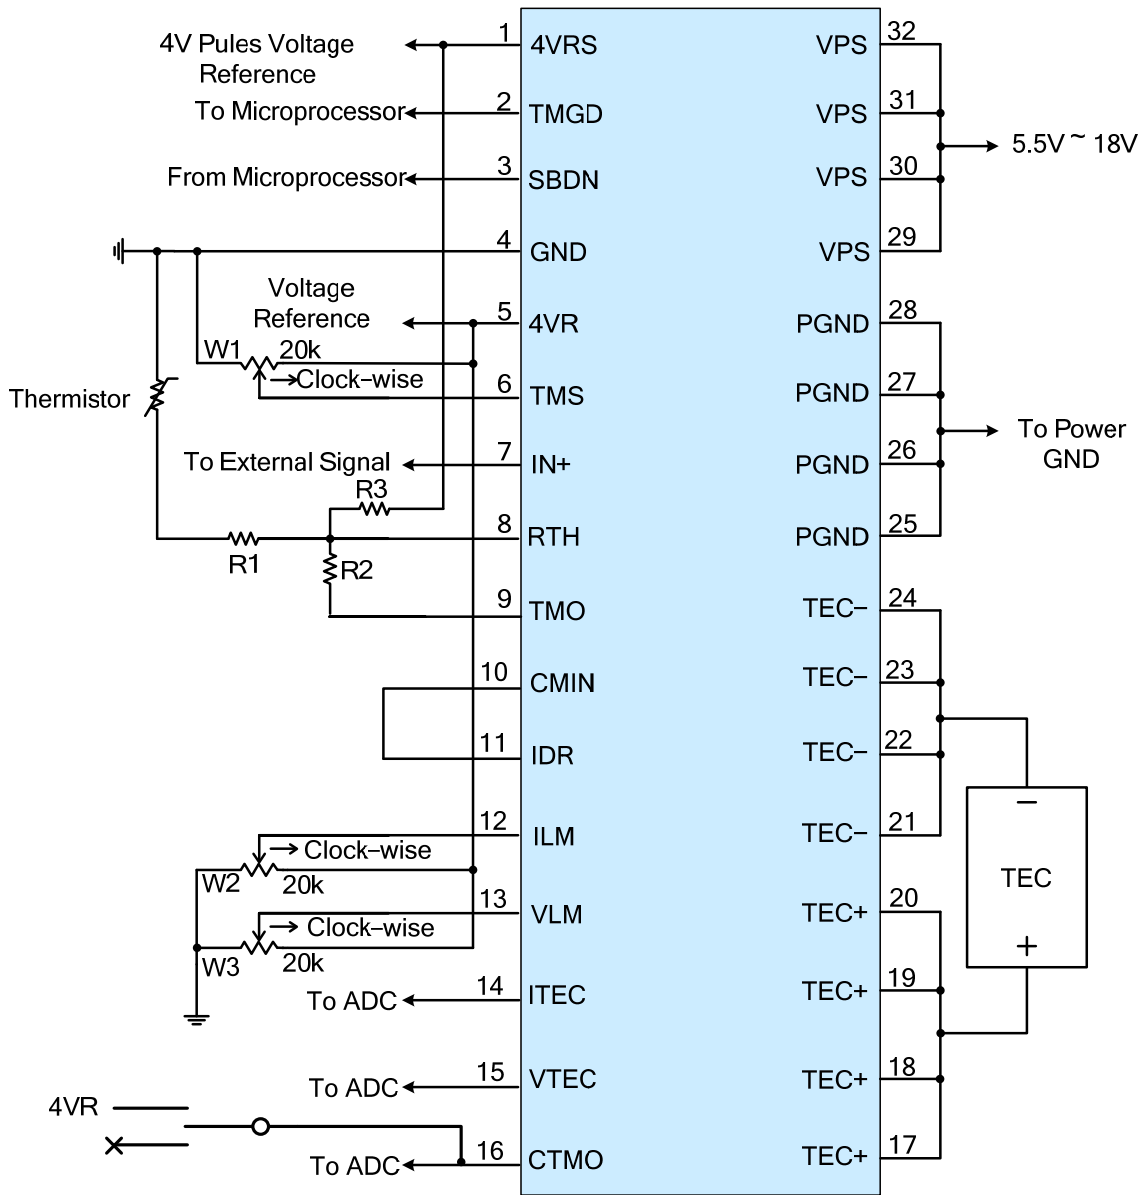 4V Pules Voltage
Reference
1
4VRS
To Microprocessor
2
TMGD
From Microprocessor
3
SBDN
4
GND
Voltage
Reference
5
4VR
W1
20k
Clock-wise
6
TMS
Thermistor
To External Signal
7
IN+
R3
8
RTH
R1
R2
9
TMO
10
CMIN
11
IDR
12
ILM
Clock-wise
W2
20k
13
VLM
Clock-wise
W3
20k
To ADC
14
ITEC
To ADC
15
VTEC
4VR
To ADC
16
CTMO
VPS
32
VPS
31
5.5V ~ 18V
VPS
30
VPS
29
PGND
28
PGND
27
To Power
GND
PGND
26
PGND
25
TEC-
24
TEC-
23
TEC-
22
TEC-
21
−
TEC
+
TEC+
20
TEC+
19
TEC+
18
TEC+
17